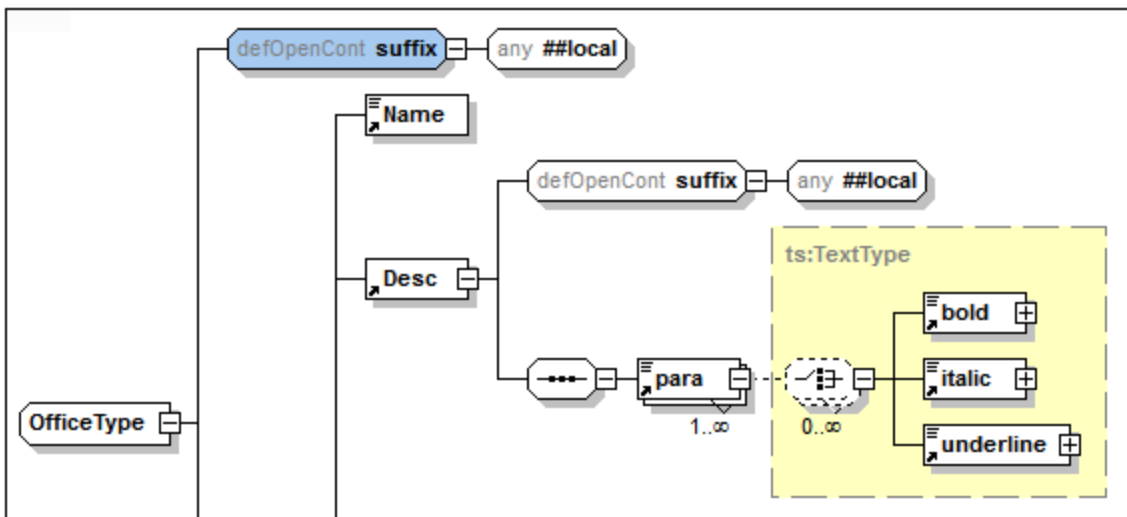 defOpenCont suffix any ##local
Name
defOpenCont suffix any ##local
ts:TextType
Desc
bold
para
italic
1..∞ 0..∞
OfficeType
underline